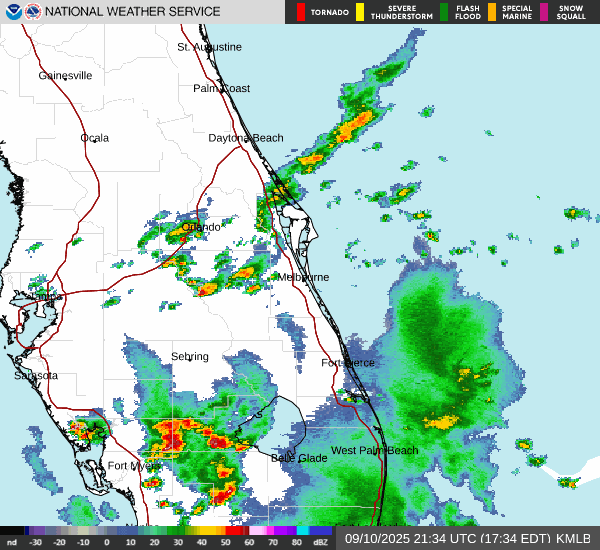 NATIONAL WEATHER SERVICE
TORNADO
SEVERE THUNDERSTORM
FLASH FLOOD
SPECIAL MARINE
SNOW SQUALL
St. Augustine
Gainesville
Palm Coast
Ocala
Daytona Beach
Orlando
Melbourne
Tampa
Sebring
Fort Pierce
Sarasota
West Palm Beach
Belle Glade
Fort Myers
nd -30 -20 -10 0 10 20 30 40 50 60 70 80 dBZ
09/10/2025 21:34 UTC (17:34 EDT) KMLB